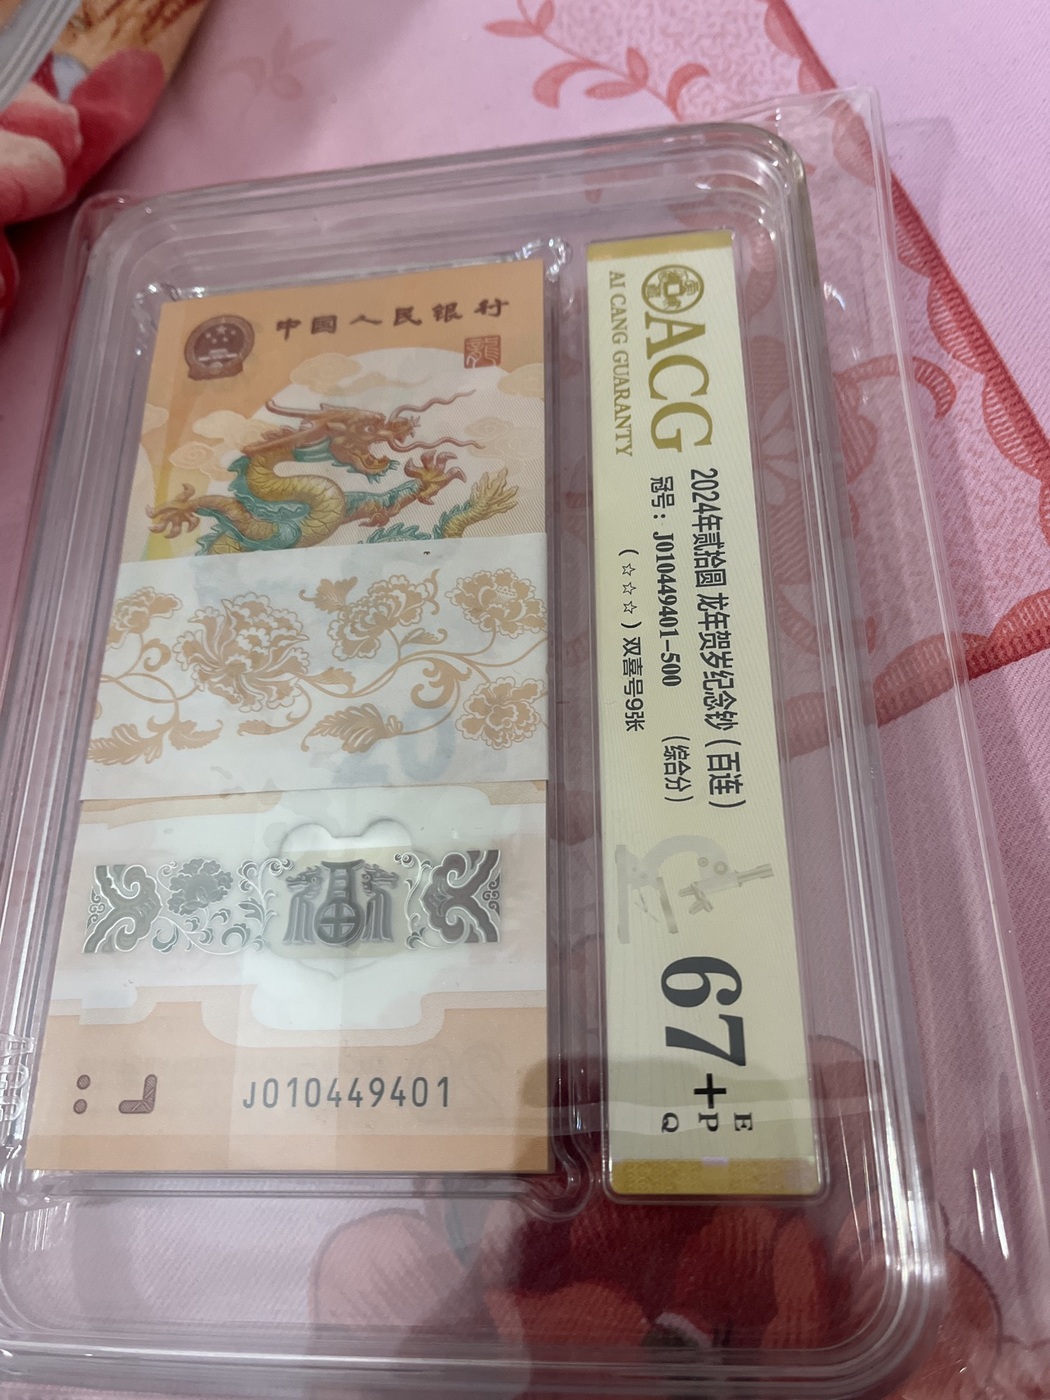 中国人民银行
J010449401
ACG
AI CANG GUARANTY
2024年贰拾圆 龙年贺岁纪念钞（百连）
冠号：J010449401-500 （综合分）
（☆☆☆）双喜号9张
67+
E
P
Q
福